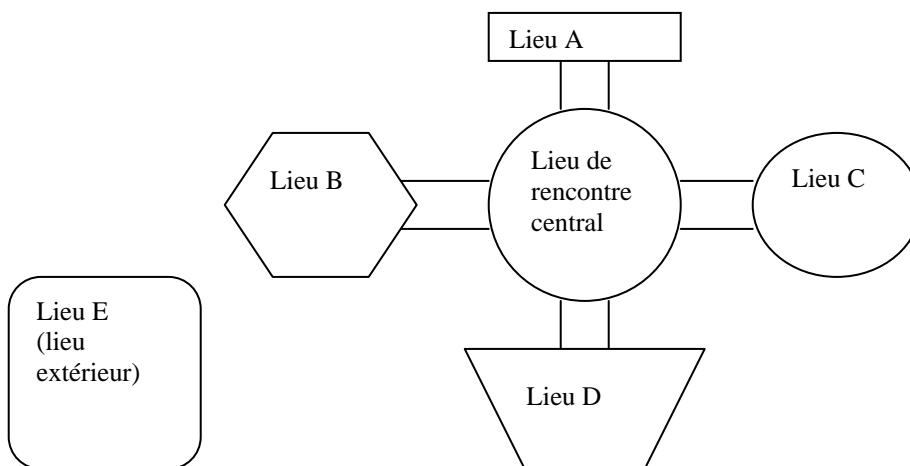 Lieu A
Lieu B
Lieu de
rencontre
central
Lieu C
Lieu E
(lieu
extérieur)
Lieu D